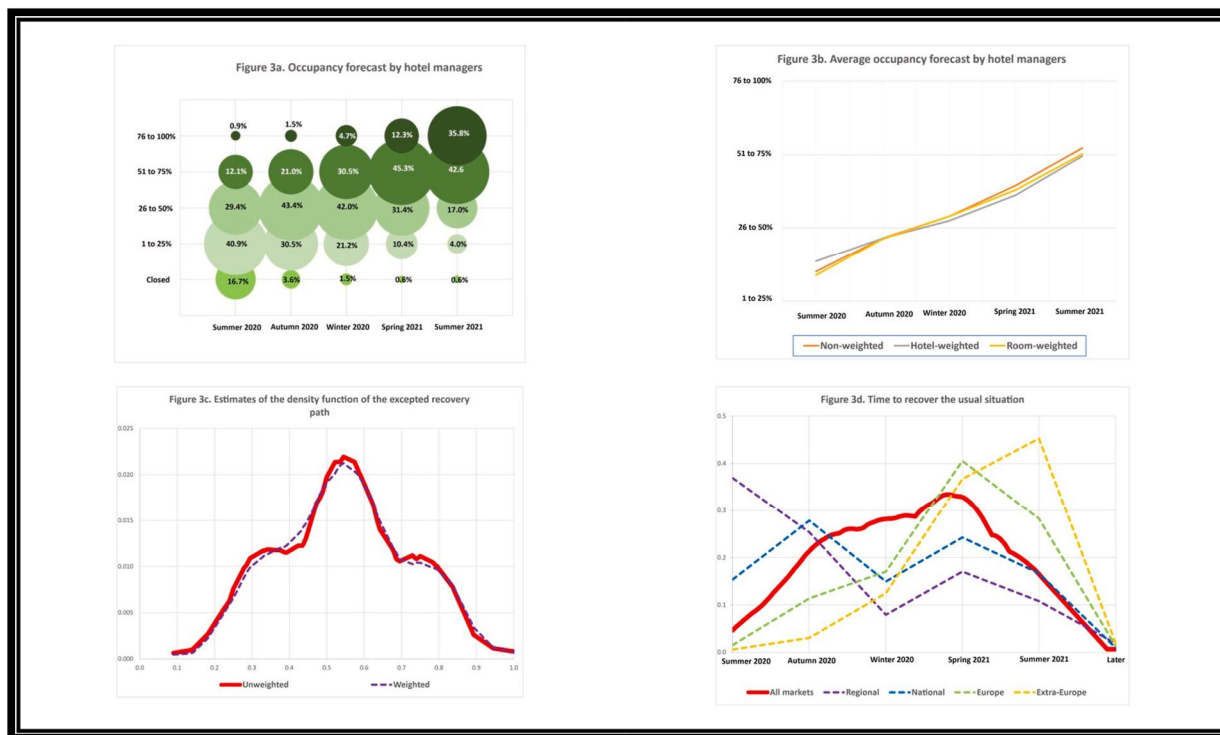 Figure 3a. Occupancy forecast by hotel managers
76 to 100%
0.9%
1.5%
4.7%
12.3%
35.8%
51 to 75%
12.1%
21.0%
30.5%
45.3%
42.6
26 to 50%
29.4%
43.4%
42.0%
31.4%
17.0%
1 to 25%
40.9%
30.5%
21.2%
10.4%
4.0%
Closed
16.7%
3.6%
1.5%
0.6%
0.6%
Summer 2020
Autumn 2020
Winter 2020
Spring 2021
Summer 2021
Figure 3b. Average occupancy forecast by hotel managers
76 to 100%
51 to 75%
26 to 50%
1 to 25%
Summer 2020
Autumn 2020
Winter 2020
Spring 2021
Summer 2021
Non-weighted
Hotel-weighted
Room-weighted
Figure 3c. Estimates of the density function of the excepted recovery
path
0.025
0.020
0.015
0.010
0.005
0.000
0.0
0.1
0.2
0.3
0.4
0.5
0.6
0.7
0.8
0.9
1.0
Unweighted
Weighted
Figure 3d. Time to recover the usual situation
0.5
0.4
0.3
0.2
0.1
0.0
Summer 2020
Autumn 2020
Winter 2020
Spring 2021
Summer 2021
Later
All markets
Regional
National
Europe
Extra-Europe